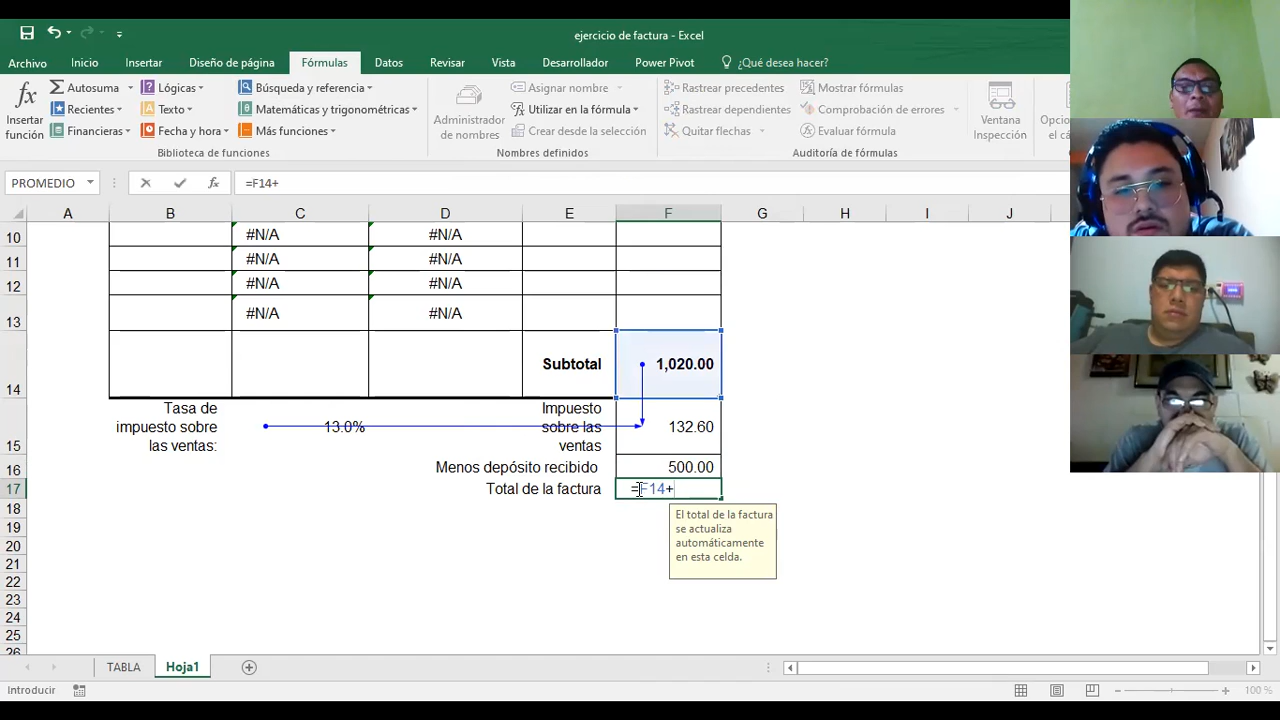 ejercicio de factura - Excel
Archivo Inicio Insertar Diseño de página Fórmulas Datos Revisar Vista Desarrollador Power Pivot ¿Qué desea hacer?
fx Insertar función
Autosuma
Recientes
Financieras
Lógicas
Texto
Fecha y hora
Búsqueda y referencia
Matemáticas y trigonométricas
Más funciones
Biblioteca de funciones
Administrador de nombres
Asignar nombre
Utilizar en la fórmula
Crear desde la selección
Nombres definidos
Rastrear precedentes
Rastrear dependientes
Quitar flechas
Mostrar fórmulas
Comprobación de errores
Evaluar fórmula
Auditoría de fórmulas
Ventana Inspección
PROMEDIO fx =F14+
A B C D E F G H I J
10 #N/A #N/A
11 #N/A #N/A
12 #N/A #N/A
13 #N/A #N/A
14 Subtotal 1,020.00
Tasa de impuesto sobre las ventas: 13.0% Impuesto sobre las ventas 132.60
15
16 Menos depósito recibido 500.00
17 Total de la factura =F14+
El total de la factura
se actualiza
automáticamente
en esta celda.
18
19
20
21
22
23
24
25
26
TABLA Hoja1
Introducir 100 %